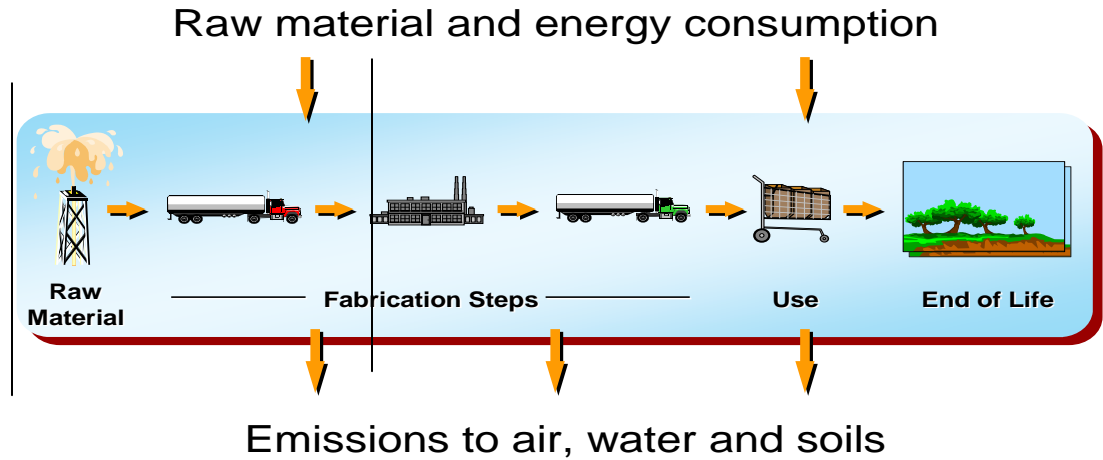 Raw material and energy consumption
Raw
Material
Fabrication Steps
Use
End of Life
Emissions to air, water and soils